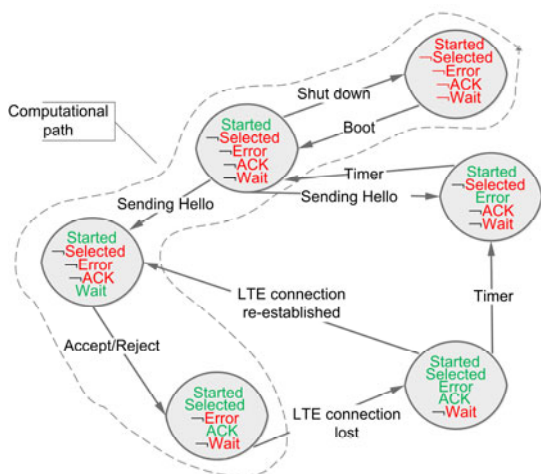 Started
¬Selected
¬Error
¬ACK
¬Wait
Shut down
Boot
Computational
path
Started
¬Selected
¬Error
¬ACK
¬Wait
Timer
Sending Hello
Started
¬Selected
Error
¬ACK
¬Wait
Sending Hello
Started
¬Selected
¬Error
¬ACK
Wait
LTE connection
re-established
Timer
Accept/Reject
Started
Selected
Error
ACK
¬Wait
Started
Selected
¬Error
ACK
¬Wait
LTE connection
lost